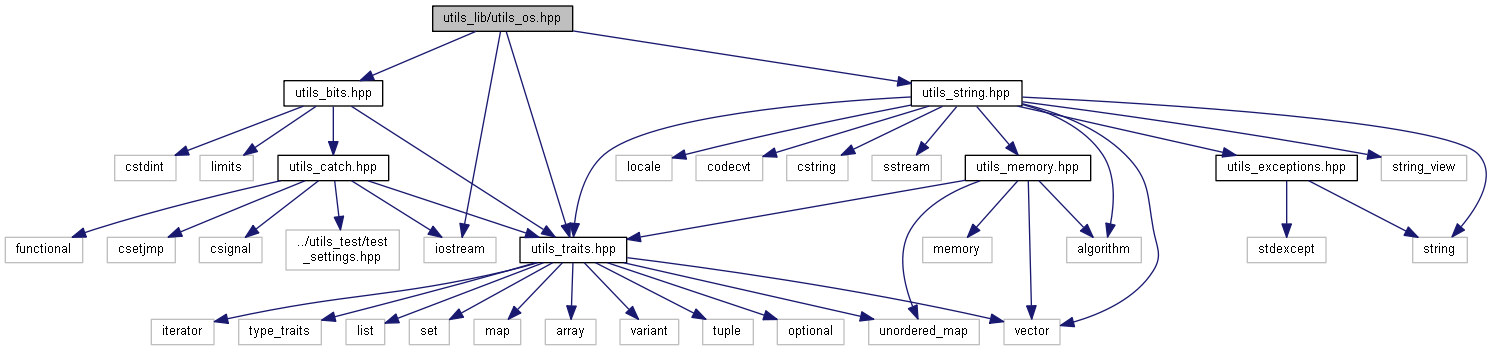 utils_lib/utils_os.hpp
utils_bits.hpp
utils_string.hpp
cstdint
limits
utils_catch.hpp
locale
codecvt
cstring
sstream
utils_memory.hpp
utils_exceptions.hpp
string_view
functional
csetjmp
csignal
../utils_test/test
_settings.hpp
iostream
utils_traits.hpp
memory
algorithm
stdexcept
string
iterator
type_traits
list
set
map
array
variant
tuple
optional
unordered_map
vector